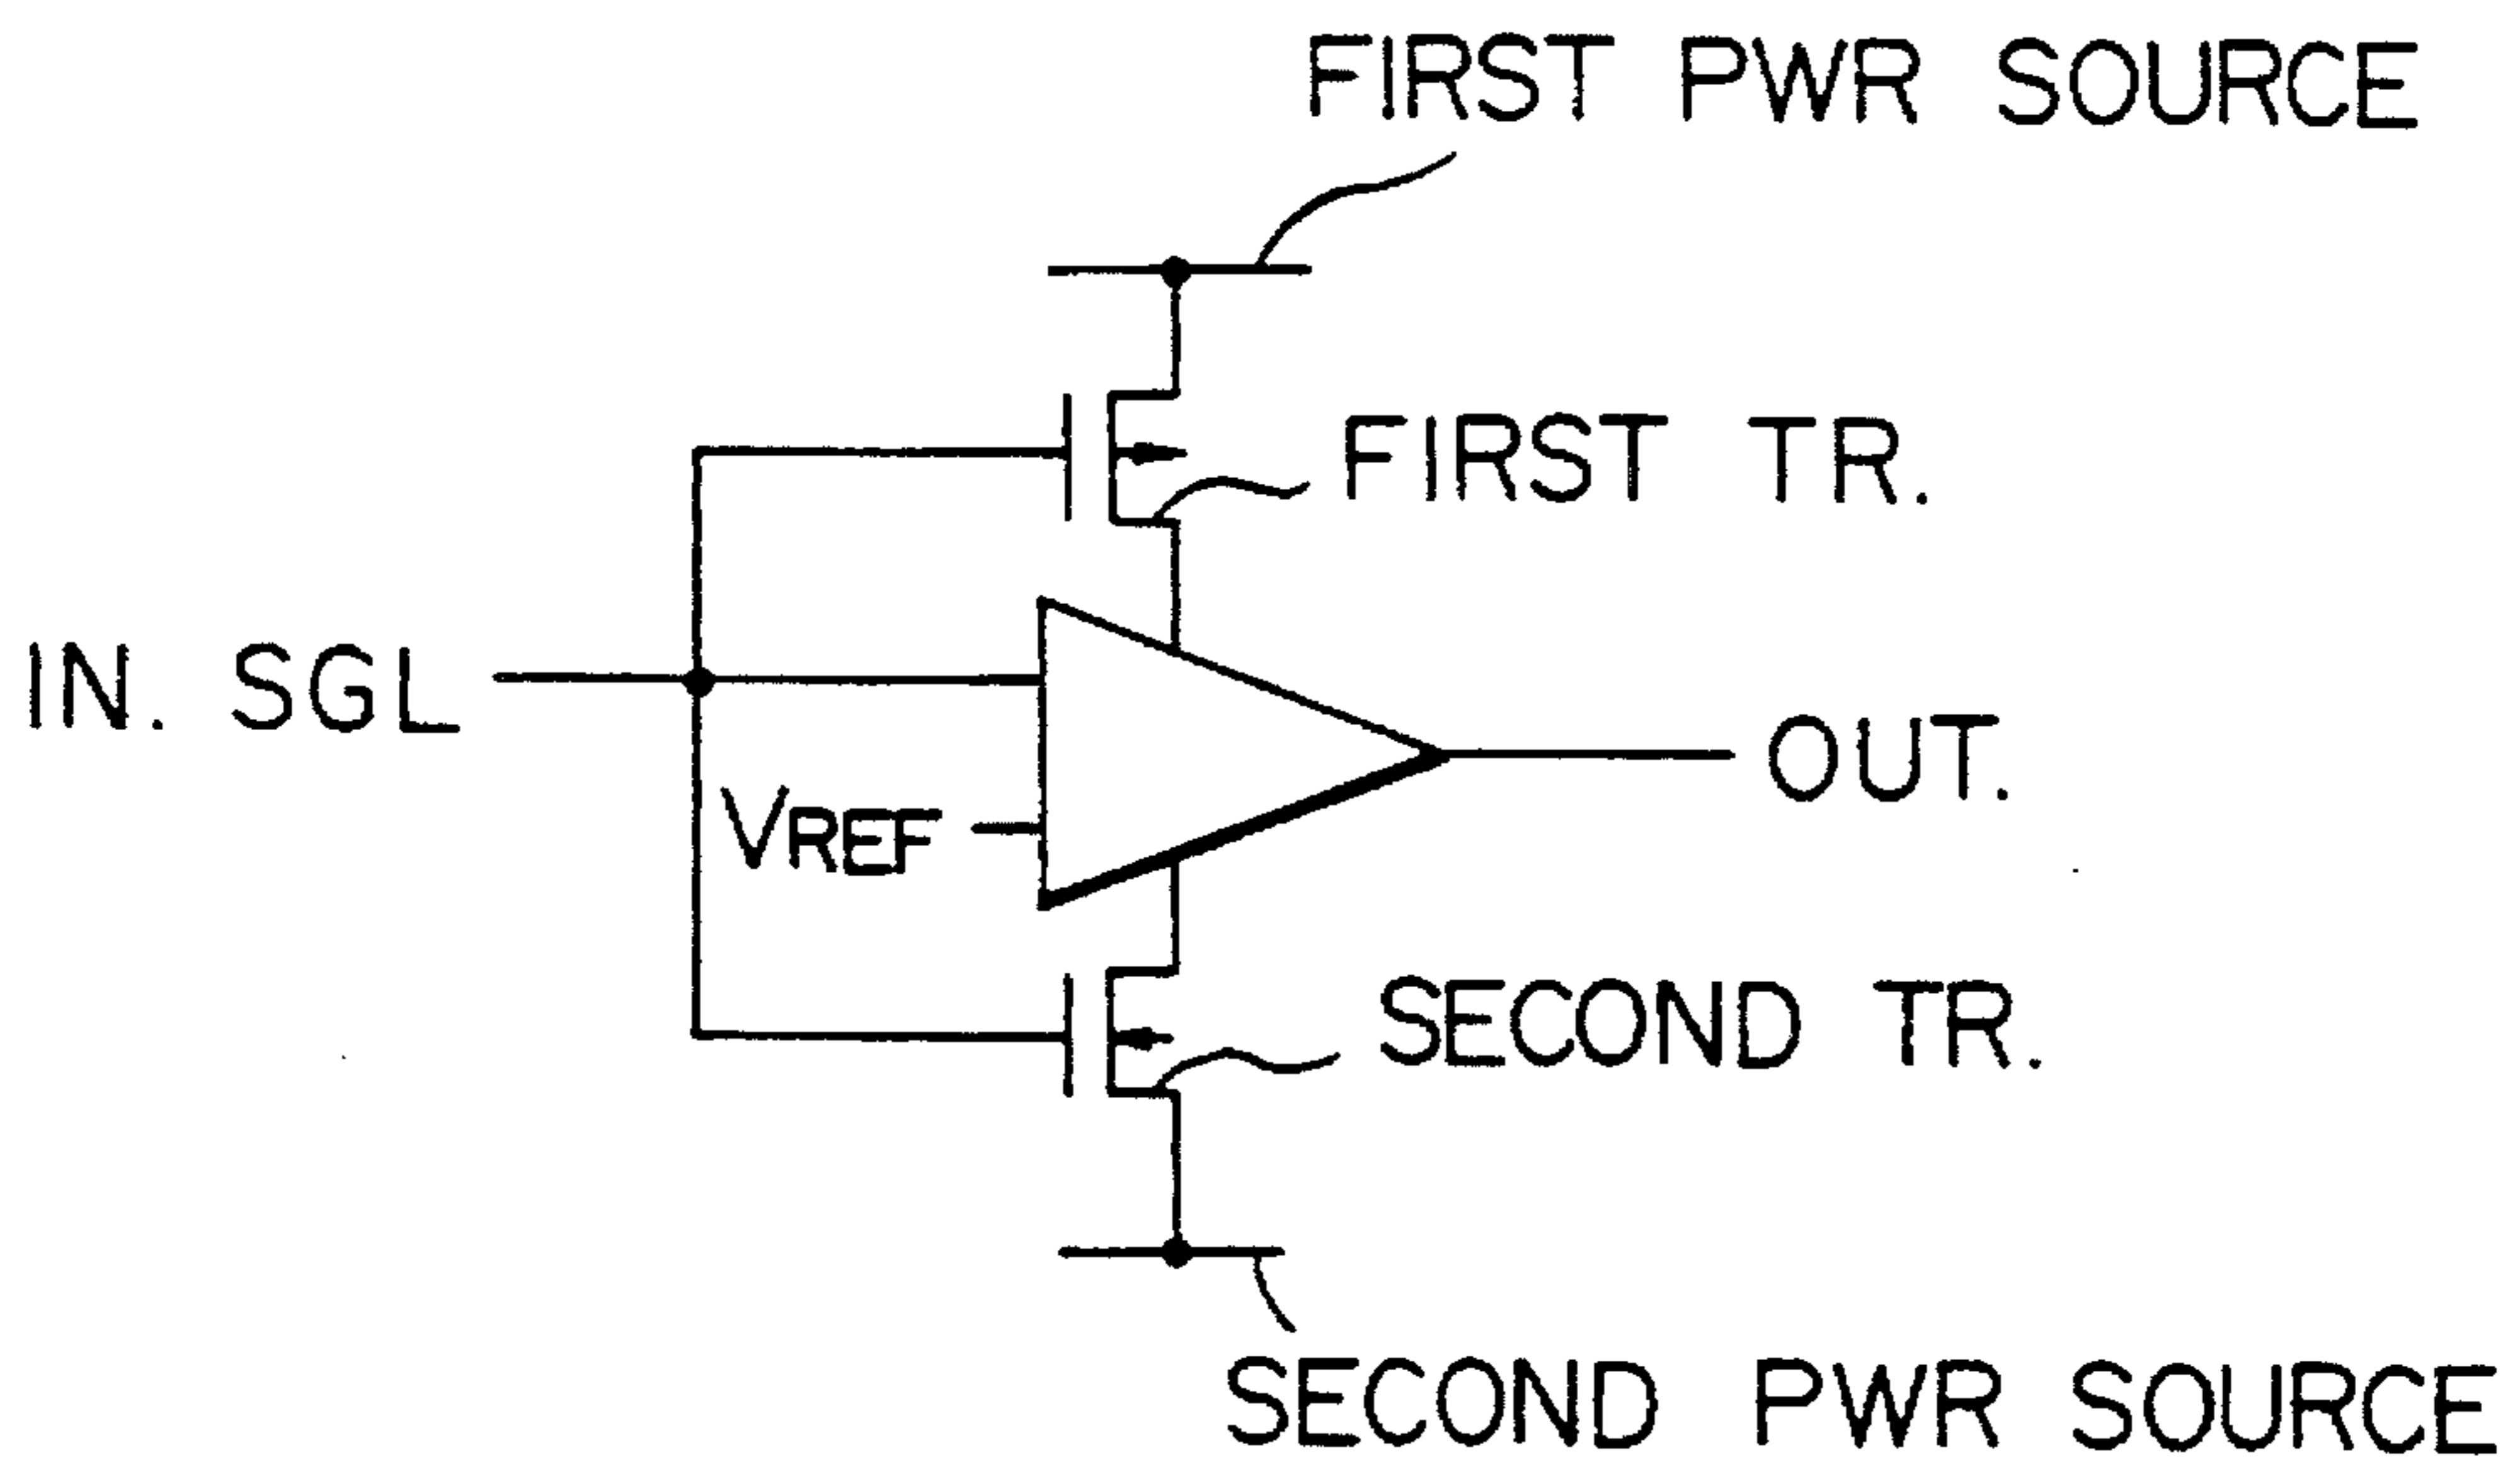 FIRST PWR SOURCE
FIRST TR.
IN. SGL
OUT.
VREF
SECOND TR.
SECOND PWR SOURCE